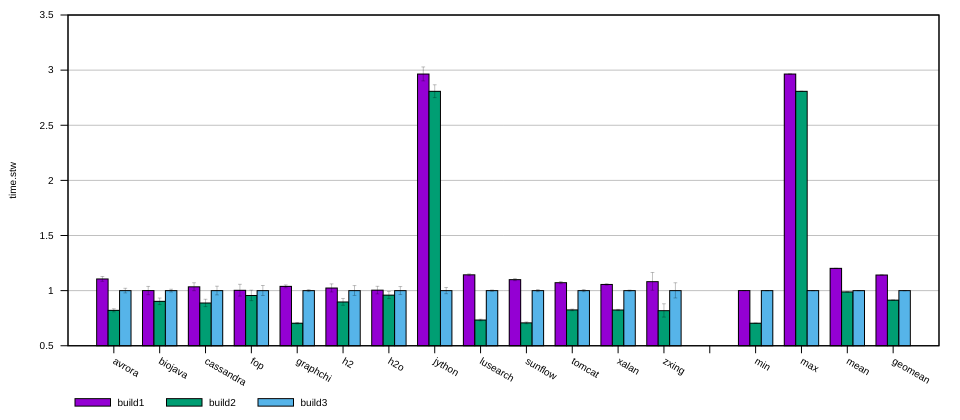 3.5
3
2.5
2
1.5
1
0.5
time.stw
avrora
biojava
cassandra
fop
graphchi
h2
h2o
jython
lusearch
sunflow
tomcat
xalan
zxing
min
max
mean
geomean
build1 build2 build3